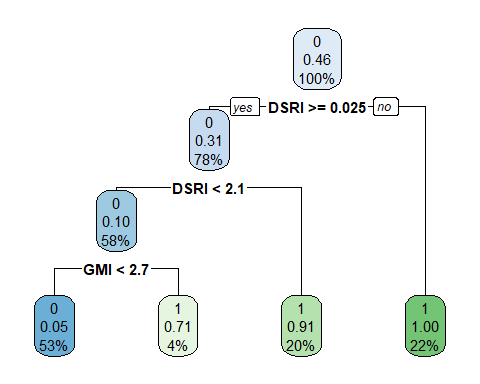 0
0.46
100%
yes DSRI >= 0.025 no
0
0.31
78%
DSRI < 2.1
0
0.10
58%
GMI < 2.7
0 1 1 1
0.05 0.71 0.91 1.00
53% 4% 20% 22%